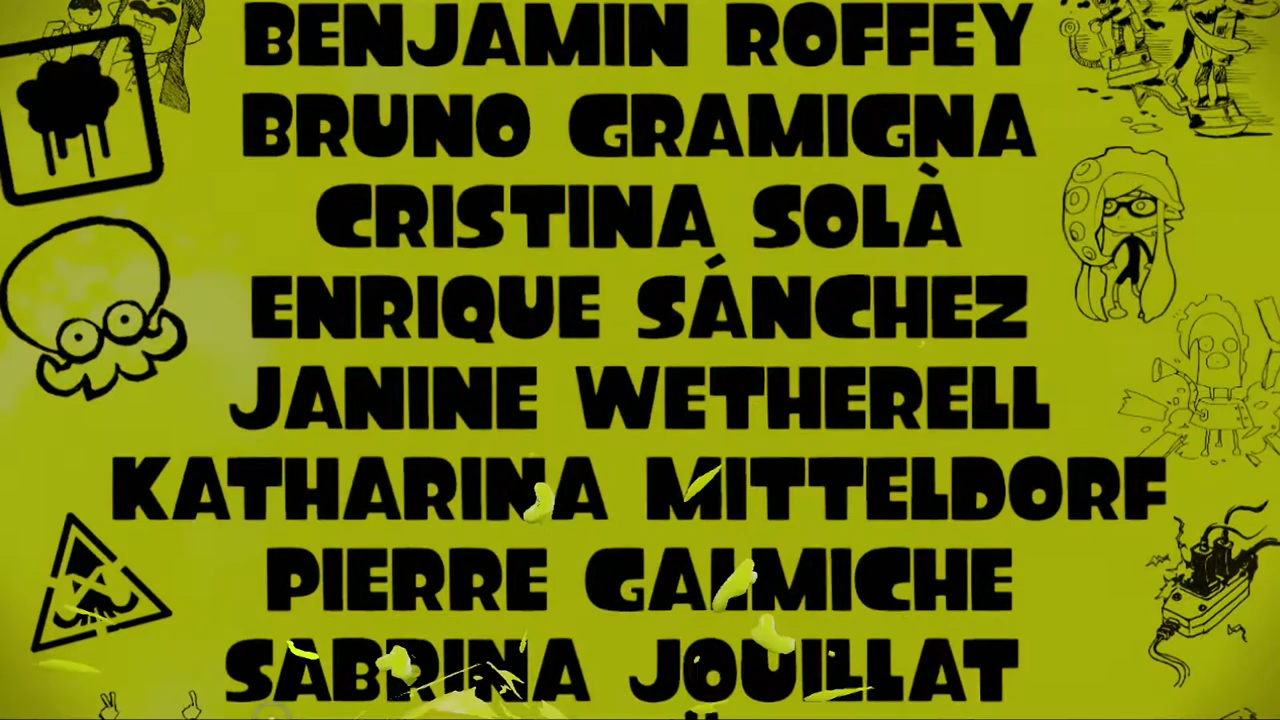 BENJAMIN ROFFEY
BRUNO GRAMIGNA
CRISTINA SOLÀ
ENRIQUE SÁNCHEZ
JANINE WETHERELL
KATHARINA MITTELDORF
PIERRE GALMICHE
SABRINA JOUILLAT